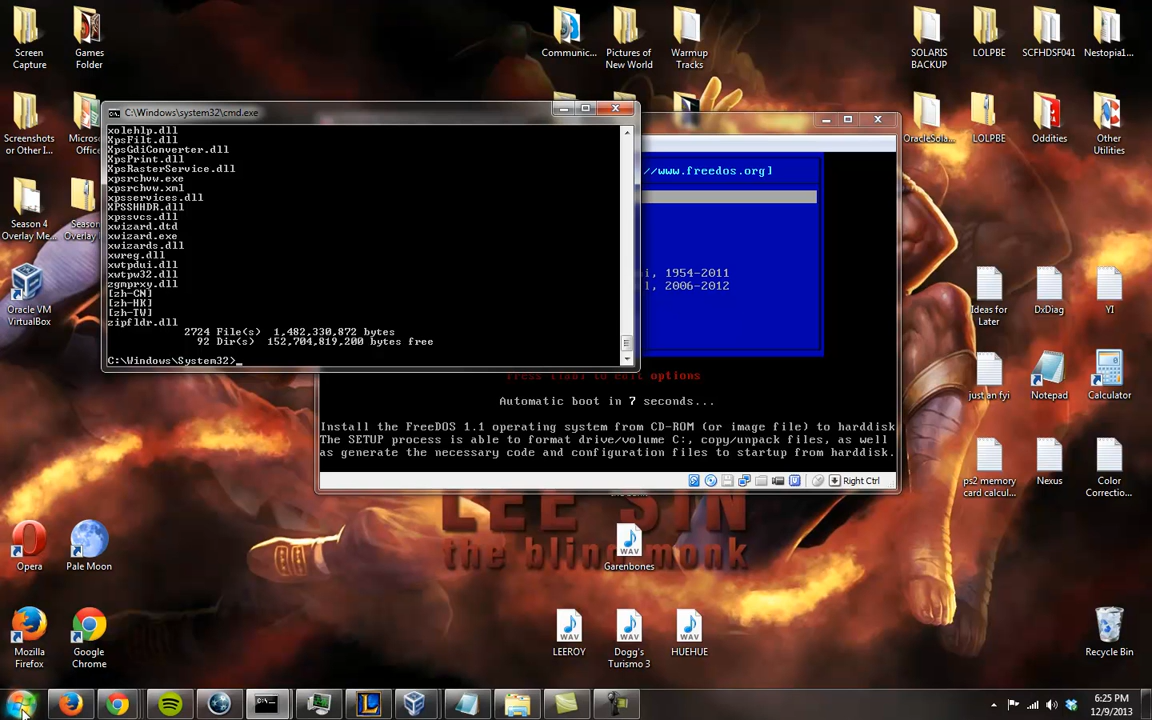 Screen Capture
Games Folder
Communic...
Pictures of New World
Warmup Tracks
SOLARIS BACKUP
LOLPBE
SCFHDSF041
Nestopia1...
Screenshots or Other I...
Season 4 Overlay Me...
Oracle VM VirtualBox
C:\Windows\system32\cmd.exe
xolehlp.dll
XpsFilt.dll
XpsGdiConverter.dll
XpsPrint.dll
XpsRasterService.dll
xpsrchvw.exe
xpsrchvw.xml
xpsservices.dll
XPSSHHDR.dll
xpssvcs.dll
xwizard.dtd
xwizard.exe
xwizards.dll
xwreg.dll
xwtpdui.dll
xwtpw32.dll
zgmprxy.dll
[zh-CN]
[zh-HK]
[zh-TW]
zipfldr.dll
2724 File(s) 1,482,330,872 bytes
92 Dir(s) 152,704,819,200 bytes free
C:\Windows\System32>_
//www.freedos.org]
i, 1954-2011
l, 2006-2012
Press [Tab] to edit options
Automatic boot in 7 seconds...
Install the FreeDOS 1.1 operating system from CD-ROM (or image file) to harddisk
The SETUP process is able to format drive/volume C:, copy/unpack files, as well
as generate the necessary code and configuration files to startup from harddisk.
Right Ctrl
OracleSola...
LOLPBE
Oddities
Other Utilities
Ideas for Later
DxDiag
YI
just an fyi
Notepad
Calculator
ps2 memory card calcul...
Nexus
Color Correctio...
LEE SIN
the blind monk
Opera
Pale Moon
Garenbones
WAV
Mozilla Firefox
Google Chrome
WAV
LEEROY
WAV
Dogg's Turismo 3
WAV
HUEHUE
Recycle Bin
6:25 PM
12/9/2013